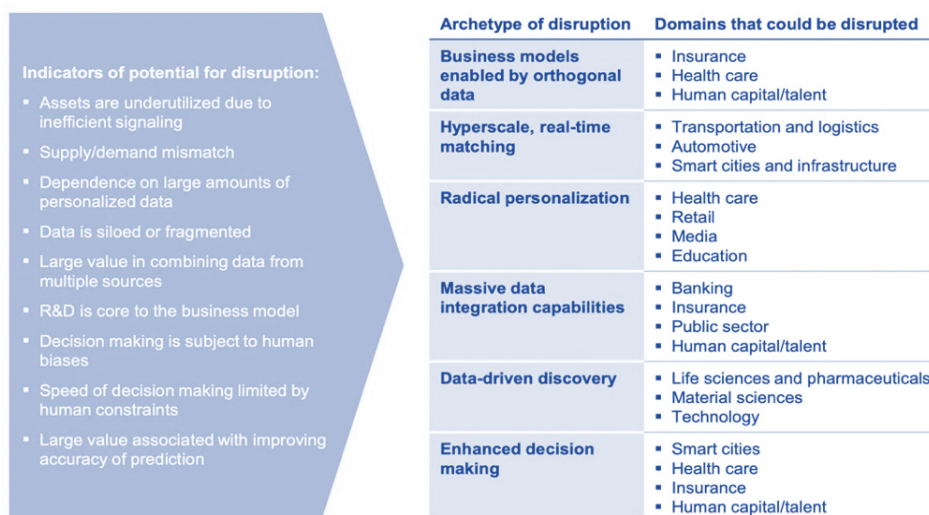 Indicators of potential for disruption:
▪ Assets are underutilized due to
inefficient signaling
▪ Supply/demand mismatch
▪ Dependence on large amounts of
personalized data
▪ Data is siloed or fragmented
▪ Large value in combining data from
multiple sources
▪ R&D is core to the business model
▪ Decision making is subject to human
biases
▪ Speed of decision making limited by
human constraints
▪ Large value associated with improving
accuracy of prediction
Archetype of disruption
Domains that could be disrupted
Business models
enabled by orthogonal
data
▪ Insurance
▪ Health care
▪ Human capital/talent
Hyperscale, real-time
matching
▪ Transportation and logistics
▪ Automotive
▪ Smart cities and infrastructure
Radical personalization
▪ Health care
▪ Retail
▪ Media
▪ Education
Massive data
integration capabilities
▪ Banking
▪ Insurance
▪ Public sector
▪ Human capital/talent
Data-driven discovery
▪ Life sciences and pharmaceuticals
▪ Material sciences
▪ Technology
Enhanced decision
making
▪ Smart cities
▪ Health care
▪ Insurance
▪ Human capital/talent